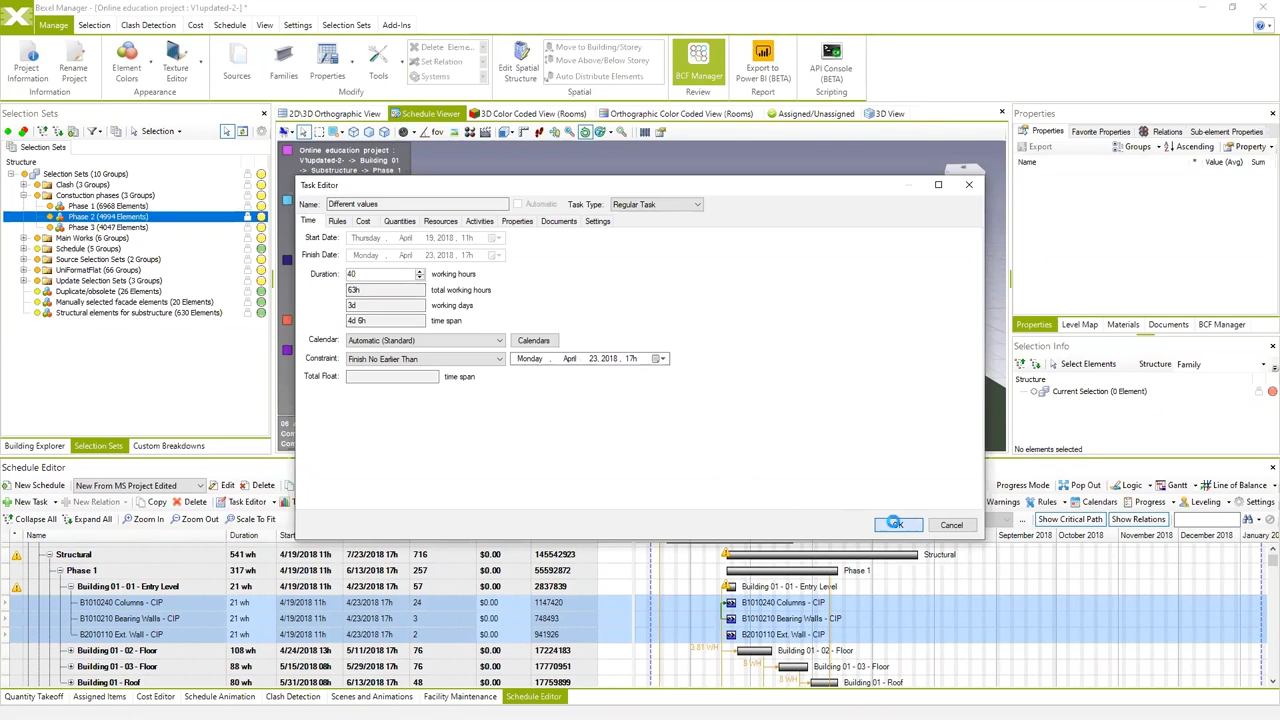 Bexel Manager - [Online education project : V1updated-2-]
Manage Selection Clash Detection Cost Schedule View Settings Selection Sets Add-Ins
Project Information
Rename Project
Element Colors
Texture Editor
Sources
Families
Properties
Tools
Delete Eleme...
Set Relation
Systems
Edit Spatial Structure
Move to Building/Storey
Move Above/Below Storey
Auto Distribute Elements
BCF Manager
Export to Power BI (BETA)
API Console (BETA)
Information Appearance Modify Spatial Review Report Scripting
Selection Sets
Selection
Selection Sets
Structure
Selection Sets (10 Groups)
Clash (3 Groups)
Constuction phases (3 Groups)
Phase 1 (6968 Elements)
Phase 2 (4994 Elements)
Phase 3 (4047 Elements)
Main Works (6 Groups)
Schedule (5 Groups)
Source Selection Sets (2 Groups)
UniFormatFlat (66 Groups)
Update Selection Sets (3 Groups)
Duplicate/obsolete (26 Elements)
Manually selected facade elements (20 Elements)
Structural elements for substructure (630 Elements)
Building Explorer Selection Sets Custom Breakdowns
2D\3D Orthographic View Schedule Viewer 3D Color Coded View (Rooms) Orthographic Color Coded View (Rooms) Assigned/Unassigned 3D View
fov
Online education project :
V1updated-2- -> Building 01
-> Substructure -> Phase 1
Task Editor
Name: Different values Automatic Task Type: Regular Task
Time Rules Cost Quantities Resources Activities Properties Documents Settings
Start Date: Thursday , April 19, 2018 , 11h
Finish Date: Monday , April 23, 2018 , 17h
Duration: 40 working hours
63h total working hours
3d working days
4d 6h time span
Calendar: Automatic (Standard) Calendars
Constraint: Finish No Earlier Than Monday , April 23, 2018 , 17h
Total Float: time span
OK Cancel
Properties
Properties Favorite Properties Relations Sub-element Properties
Export Groups Ascending Property
Name Value (Avg) Sum
Properties Level Map Materials Documents BCF Manager
Selection Info
Select Elements Structure Family
Structure
Current Selection (0 Element)
No elements selected
Schedule Editor
New Schedule New From MS Project Edited Edit Delete
Progress Mode Pop Out Logic Gantt Line of Balance
New Task New Relation Copy Delete Task Editor
Warnings Rules Calendars Progress Leveling Settings
Collapse All Expand All Zoom In Zoom Out Scale To Fit
... Show Critical Path Show Relations
Name Duration
September 2018 October 2018 November 2018 December 2018 January 2
Structural 541 wh 4/19/2018 11h 7/23/2018 17h 716 $0.00 145542923 Structural
Phase 1 317 wh 4/19/2018 11h 6/13/2018 17h 257 $0.00 55592872 Phase 1
Building 01 - 01 - Entry Level 21 wh 4/19/2018 11h 4/23/2018 17h 57 $0.00 2837839 Building 01 - 01 - Entry Level
B1010240 Columns - CIP 21 wh 4/19/2018 11h 4/23/2018 17h 24 $0.00 1147420 B1010240 Columns - CIP
B1010210 Bearing Walls - CIP 21 wh 4/19/2018 11h 4/23/2018 17h 3 $0.00 748493 B1010210 Bearing Walls - CIP
B2010110 Ext. Wall - CIP 21 wh 4/19/2018 11h 4/23/2018 17h 2 $0.00 941926 B2010110 Ext. Wall - CIP
Building 01 - 02 - Floor 108 wh 4/24/2018 13h 5/11/2018 17h 76 $0.00 17224183 3.81 WH Building 01 - 02 - Floor
Building 01 - 03 - Floor 88 wh 5/15/2018 08h 5/29/2018 17h 76 $0.00 17770951 8 WH Building 01 - 03 - Floor
Building 01 - Roof 80 wh 5/31/2018 08h 6/13/2018 17h 48 $0.00 17759899 8 WH Building 01 - Roof
Quantity Takeoff Assigned Items Cost Editor Schedule Animation Clash Detection Scenes and Animations Facility Maintenance Schedule Editor